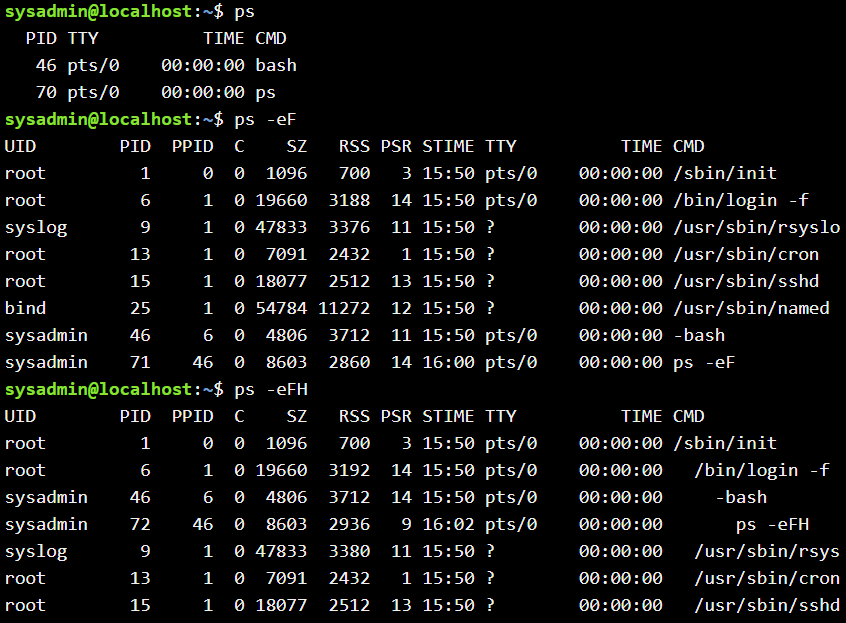 sysadmin@localhost:~$ ps
  PID TTY          TIME CMD
   46 pts/0    00:00:00 bash
   70 pts/0    00:00:00 ps
sysadmin@localhost:~$ ps -eF
UID        PID  PPID  C    SZ   RSS PSR STIME TTY          TIME CMD
root         1     0  0  1096   700   3 15:50 pts/0    00:00:00 /sbin/init
root         6     1  0 19660  3188  14 15:50 pts/0    00:00:00 /bin/login -f
syslog       9     1  0 47833  3376  11 15:50 ?        00:00:00 /usr/sbin/rsyslo
root        13     1  0  7091  2432   1 15:50 ?        00:00:00 /usr/sbin/cron
root        15     1  0 18077  2512  13 15:50 ?        00:00:00 /usr/sbin/sshd
bind        25     1  0 54784 11272  12 15:50 ?        00:00:00 /usr/sbin/named
sysadmin    46     6  0  4806  3712  11 15:50 pts/0    00:00:00 -bash
sysadmin    71    46  0  8603  2860  14 16:00 pts/0    00:00:00 ps -eF
sysadmin@localhost:~$ ps -eFH
UID        PID  PPID  C    SZ   RSS PSR STIME TTY          TIME CMD
root         1     0  0  1096   700   3 15:50 pts/0    00:00:00 /sbin/init
root         6     1  0 19660  3192  14 15:50 pts/0    00:00:00   /bin/login -f
sysadmin    46     6  0  4806  3712  14 15:50 pts/0    00:00:00     -bash
sysadmin    72    46  0  8603  2936   9 16:02 pts/0    00:00:00       ps -eFH
syslog       9     1  0 47833  3380  11 15:50 ?        00:00:00   /usr/sbin/rsys
root        13     1  0  7091  2432   1 15:50 ?        00:00:00   /usr/sbin/cron
root        15     1  0 18077  2512  13 15:50 ?        00:00:00   /usr/sbin/sshd